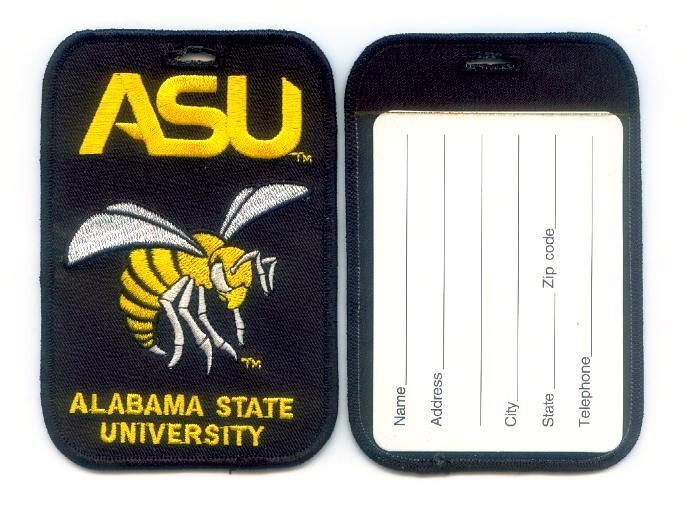 ASU
TM
TM
ALABAMA STATE
UNIVERSITY
Name
Address
City
State Zip code
Telephone